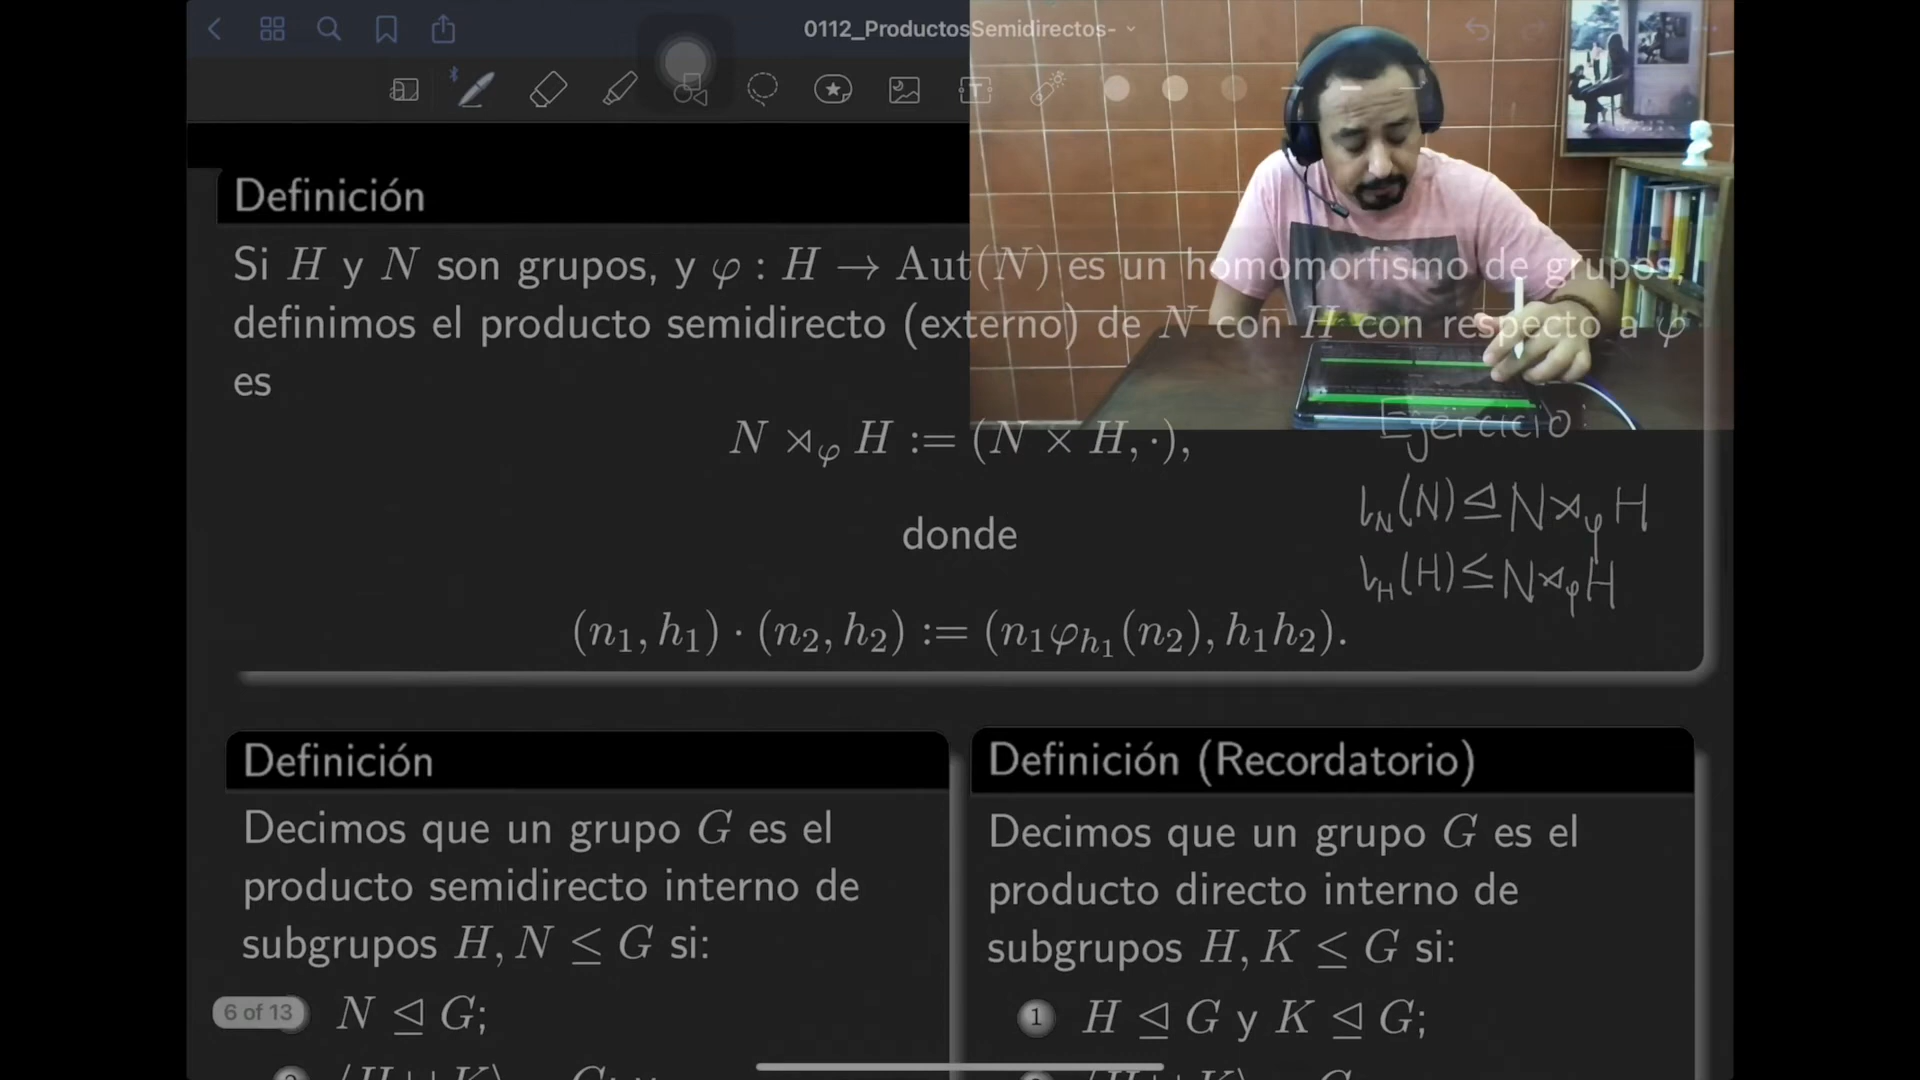 0112_ProductosSemidirectos-
Definición
Si H y N son grupos, y φ : H → Aut(N) es un homomorfismo de grupos,
definimos el producto semidirecto (externo) de N con H con respecto a φ
es
N ⋊φ H := (N × H, ·),
Ejercicio:
ι_N(N) ⊴ N⋊φ H
donde
ι_H(H) ≤ N⋊φ H
(n₁, h₁) · (n₂, h₂) := (n₁φ_{h₁}(n₂), h₁h₂).
Definición
Decimos que un grupo G es el
producto semidirecto interno de
subgrupos H, N ≤ G si:
N ⊴ G;
6 of 13
Definición (Recordatorio)
Decimos que un grupo G es el
producto directo interno de
subgrupos H, K ≤ G si:
1 H ⊴ G y K ⊴ G;